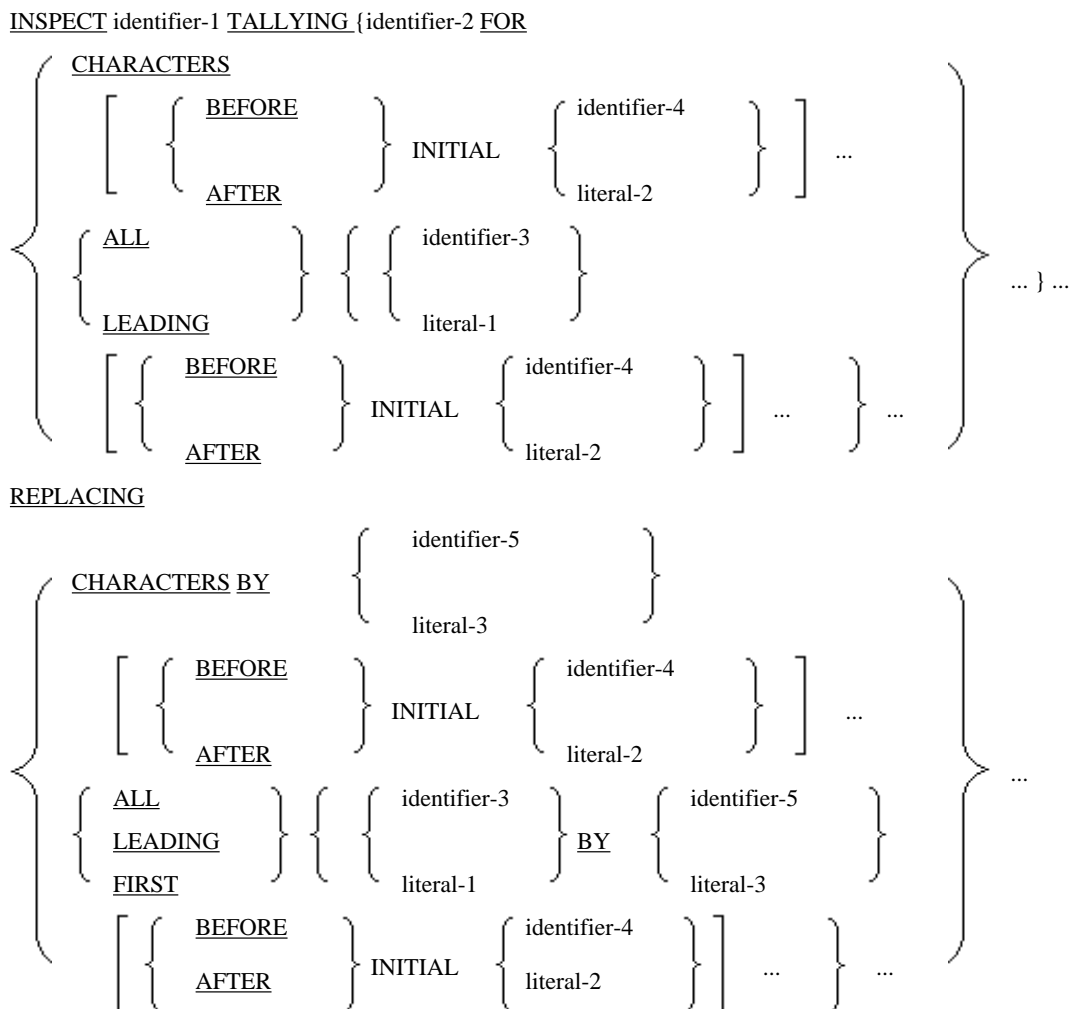 INSPECT identifier-1 TALLYING {identifier-2 FOR
CHARACTERS
BEFORE identifier-4
INITIAL ...
AFTER literal-2
ALL identifier-3
... } ...
LEADING literal-1
BEFORE identifier-4
INITIAL ... ...
AFTER literal-2
REPLACING
identifier-5
CHARACTERS BY
literal-3
BEFORE identifier-4
INITIAL ...
AFTER literal-2
...
ALL identifier-3 identifier-5
LEADING BY
FIRST literal-1 literal-3
BEFORE identifier-4
INITIAL ... ...
AFTER literal-2